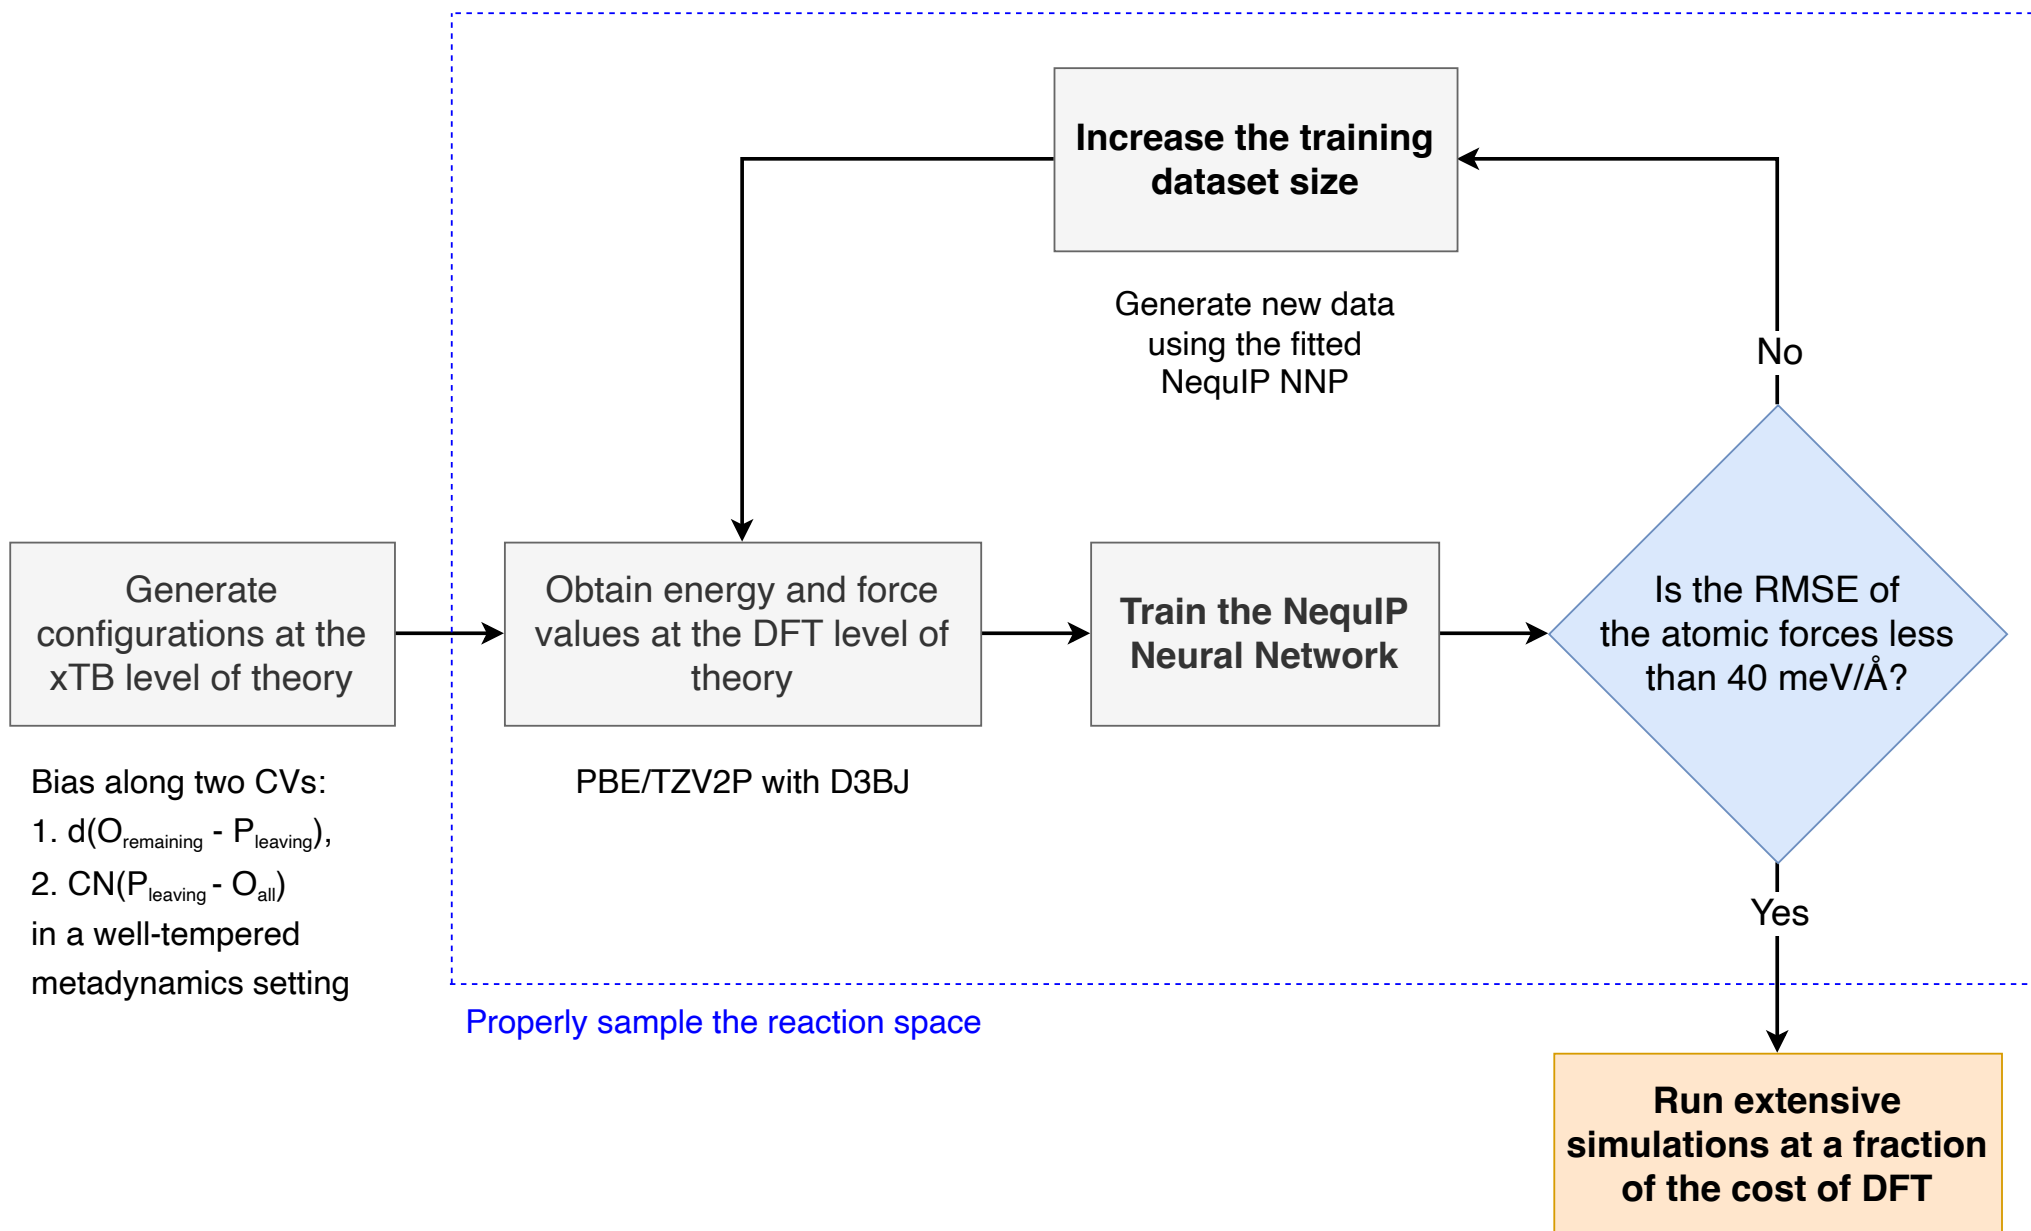 Increase the training
dataset size
Generate new data
using the fitted
NequIP NNP
No
Generate
configurations at the
xTB level of theory
Obtain energy and force
values at the DFT level of
theory
Train the NequIP
Neural Network
Is the RMSE of
the atomic forces less
than 40 meV/Å?
Bias along two CVs:
1. d(O_remaining - P_leaving),
2. CN(P_leaving - O_all)
in a well-tempered
metadynamics setting
PBE/TZV2P with D3BJ
Yes
Properly sample the reaction space
Run extensive
simulations at a fraction
of the cost of DFT